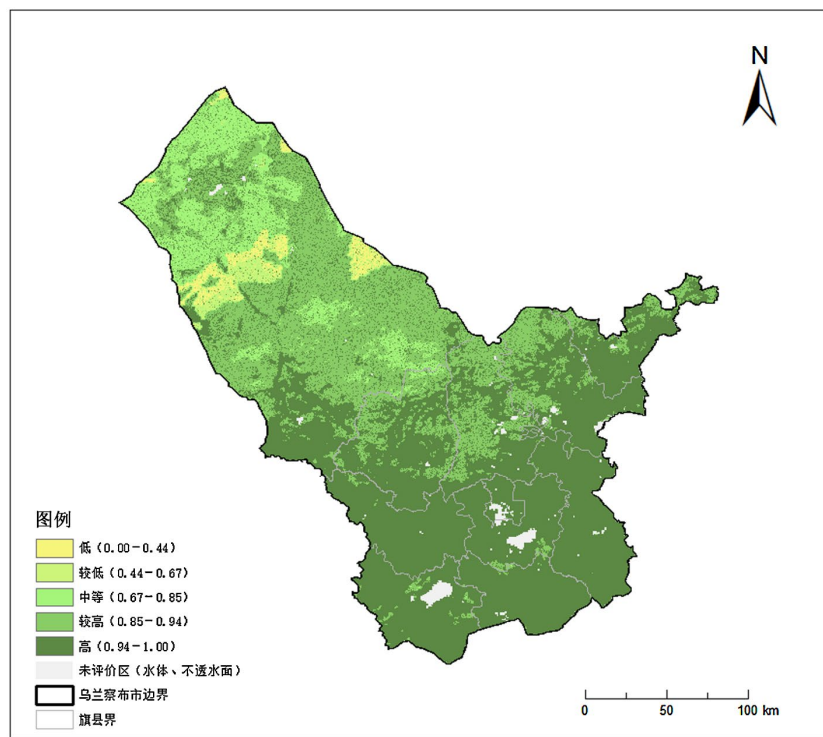 N
图例
低（0.00-0.44）
较低（0.44-0.67）
中等（0.67-0.85）
较高（0.85-0.94）
高（0.94-1.00）
未评价区（水体、不透水面）
乌兰察布市边界
旗县界
0 50 100 km